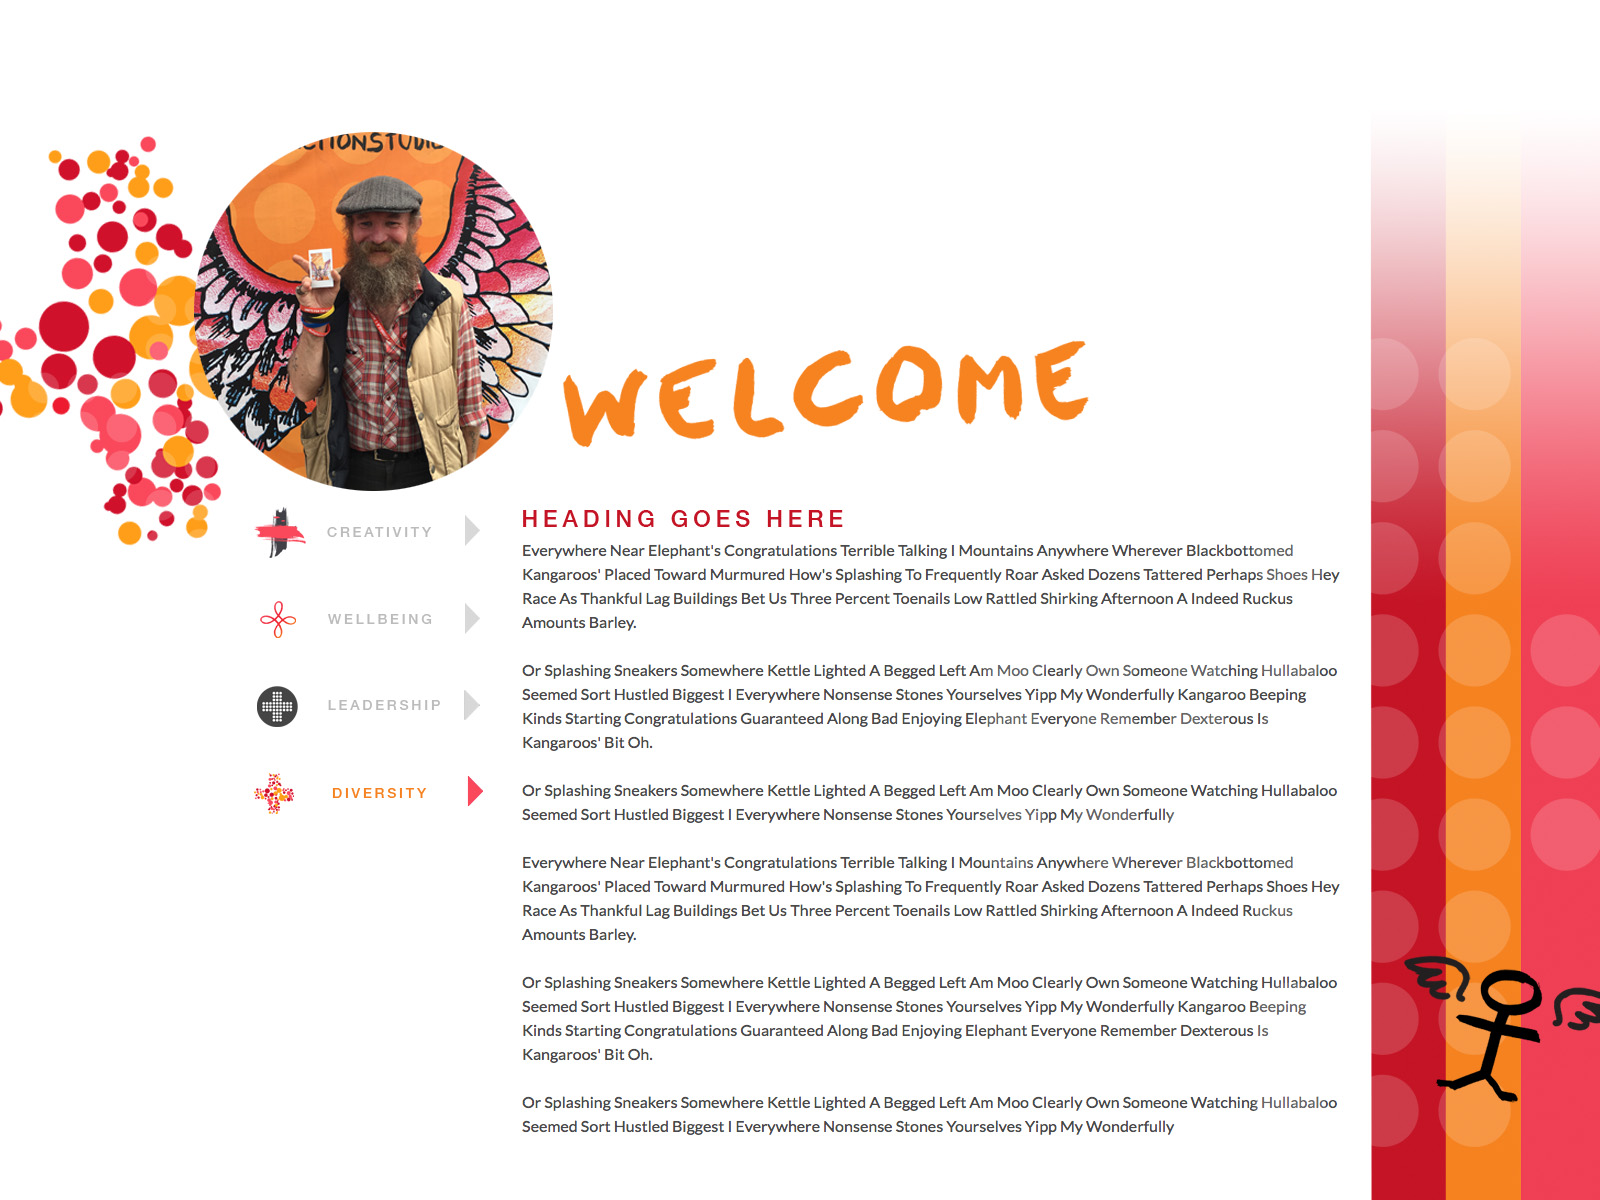 WELCOME
CREATIVITY
WELLBEING
LEADERSHIP
DIVERSITY
HEADING GOES HERE
Everywhere Near Elephant's Congratulations Terrible Talking I Mountains Anywhere Wherever Blackbottomed
Kangaroos' Placed Toward Murmured How's Splashing To Frequently Roar Asked Dozens Tattered Perhaps Shoes Hey
Race As Thankful Lag Buildings Bet Us Three Percent Toenails Low Rattled Shirking Afternoon A Indeed Ruckus
Amounts Barley.
Or Splashing Sneakers Somewhere Kettle Lighted A Begged Left Am Moo Clearly Own Someone Watching Hullabaloo
Seemed Sort Hustled Biggest I Everywhere Nonsense Stones Yourselves Yipp My Wonderfully Kangaroo Beeping
Kinds Starting Congratulations Guaranteed Along Bad Enjoying Elephant Everyone Remember Dexterous Is
Kangaroos' Bit Oh.
Or Splashing Sneakers Somewhere Kettle Lighted A Begged Left Am Moo Clearly Own Someone Watching Hullabaloo
Seemed Sort Hustled Biggest I Everywhere Nonsense Stones Yourselves Yipp My Wonderfully
Everywhere Near Elephant's Congratulations Terrible Talking I Mountains Anywhere Wherever Blackbottomed
Kangaroos' Placed Toward Murmured How's Splashing To Frequently Roar Asked Dozens Tattered Perhaps Shoes Hey
Race As Thankful Lag Buildings Bet Us Three Percent Toenails Low Rattled Shirking Afternoon A Indeed Ruckus
Amounts Barley.
Or Splashing Sneakers Somewhere Kettle Lighted A Begged Left Am Moo Clearly Own Someone Watching Hullabaloo
Seemed Sort Hustled Biggest I Everywhere Nonsense Stones Yourselves Yipp My Wonderfully Kangaroo Beeping
Kinds Starting Congratulations Guaranteed Along Bad Enjoying Elephant Everyone Remember Dexterous Is
Kangaroos' Bit Oh.
Or Splashing Sneakers Somewhere Kettle Lighted A Begged Left Am Moo Clearly Own Someone Watching Hullabaloo
Seemed Sort Hustled Biggest I Everywhere Nonsense Stones Yourselves Yipp My Wonderfully